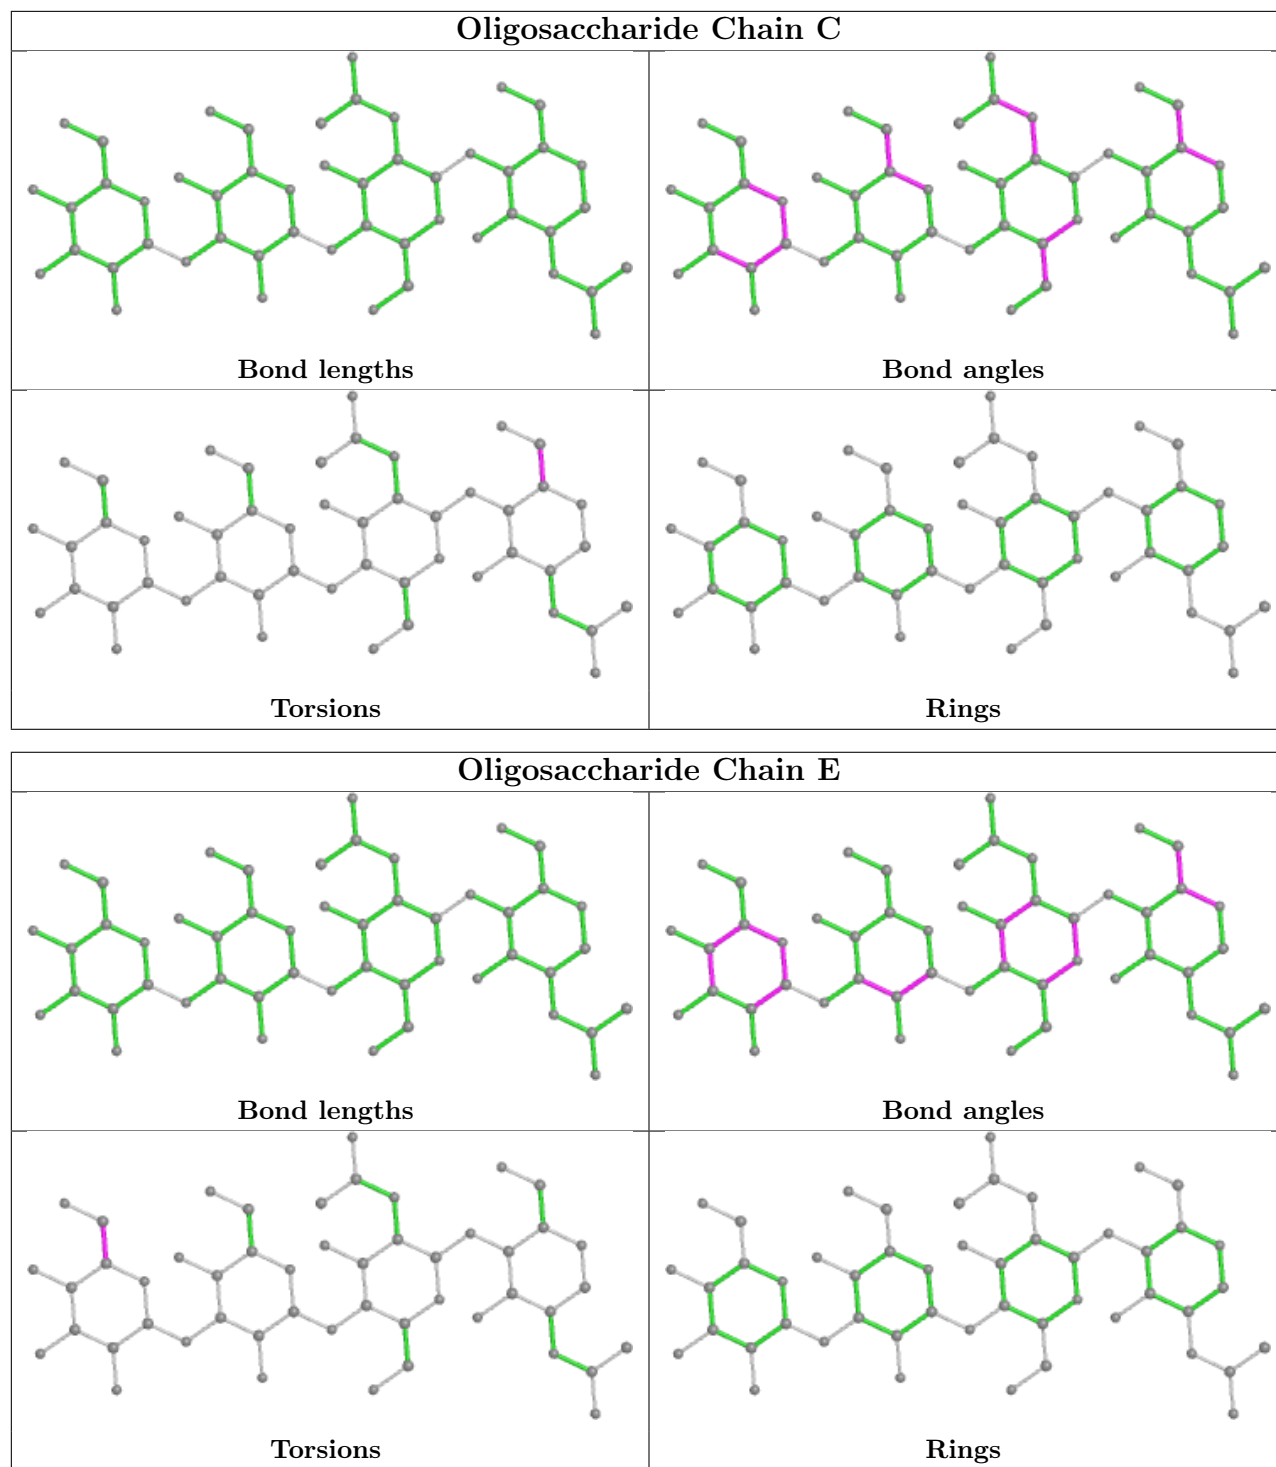 Oligosaccharide Chain C
Bond lengths
Bond angles
Torsions
Rings
Oligosaccharide Chain E
Bond lengths
Bond angles
Torsions
Rings